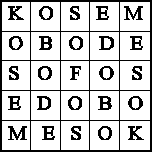 K O S E M
O B O D E
S O F O S
E D O B O
M E S O K